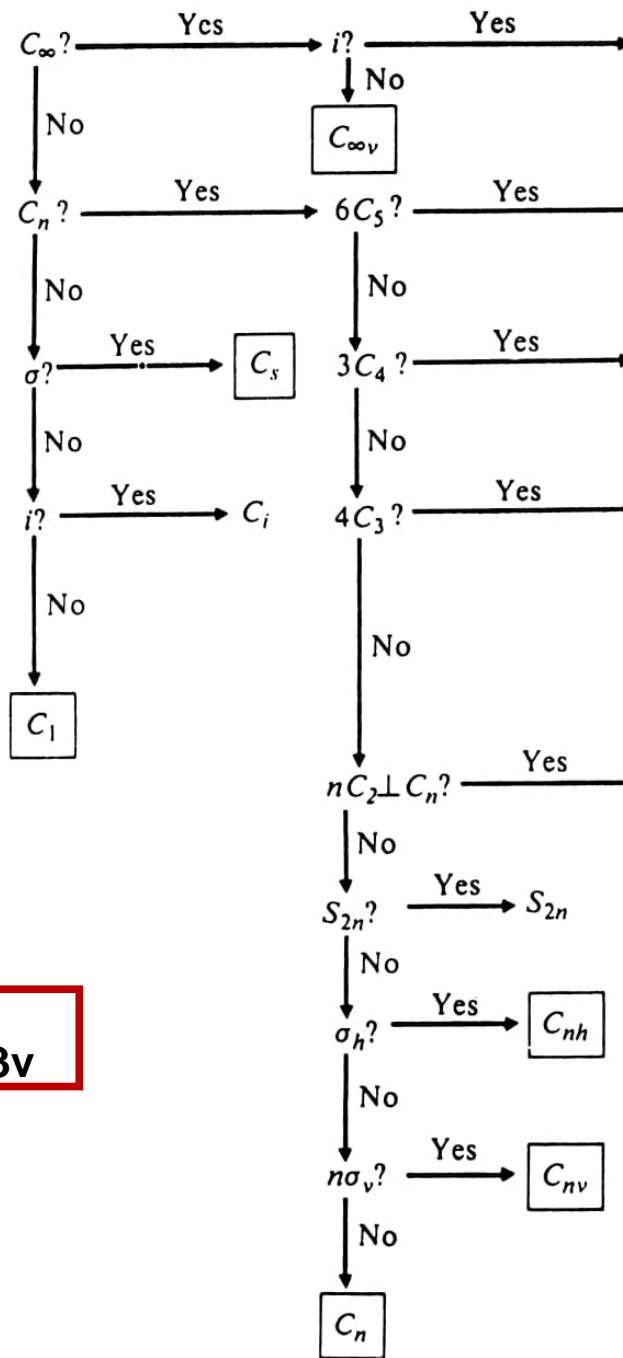 C∞? Yes i? Yes
No No
C∞v
Cn? Yes 6C5? Yes
No No
σ? Yes Cs 3C4? Yes
No No
i? Yes Ci 4C3? Yes
No No
C1
nC2⊥Cn? Yes
No
S2n? Yes S2n
No
3v
σh? Yes Cnh
No
nσv? Yes Cnv
No
Cn